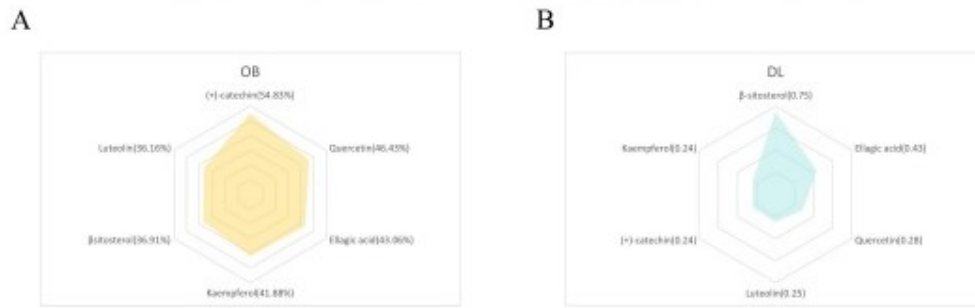 A
OB
(+)-catechin(54.83%)
Luteolin(36.16%)
Quercetin(46.43%)
βsitosterol(36.91%)
Ellagic acid(43.06%)
Kaempferol(41.88%)
B
DL
β-sitosterol(0.75)
Kaempferol(0.24)
Ellagic acid(0.43)
(+)-catechin(0.24)
Quercetin(0.28)
Luteolin(0.25)